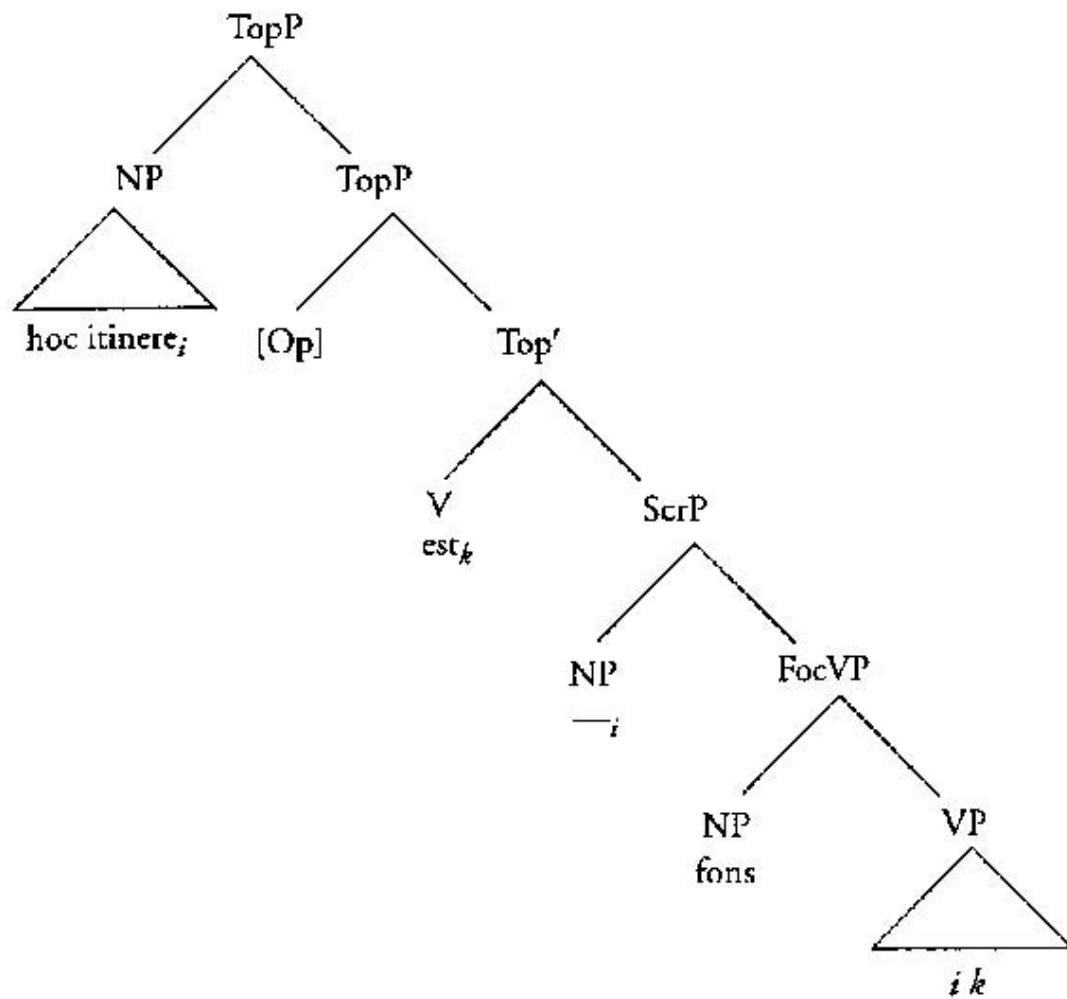 TopP
NP TopP
hoc itinere_i [Op] Top′
V ScrP
est_k
NP FocVP
—_i
NP VP
fons
i k